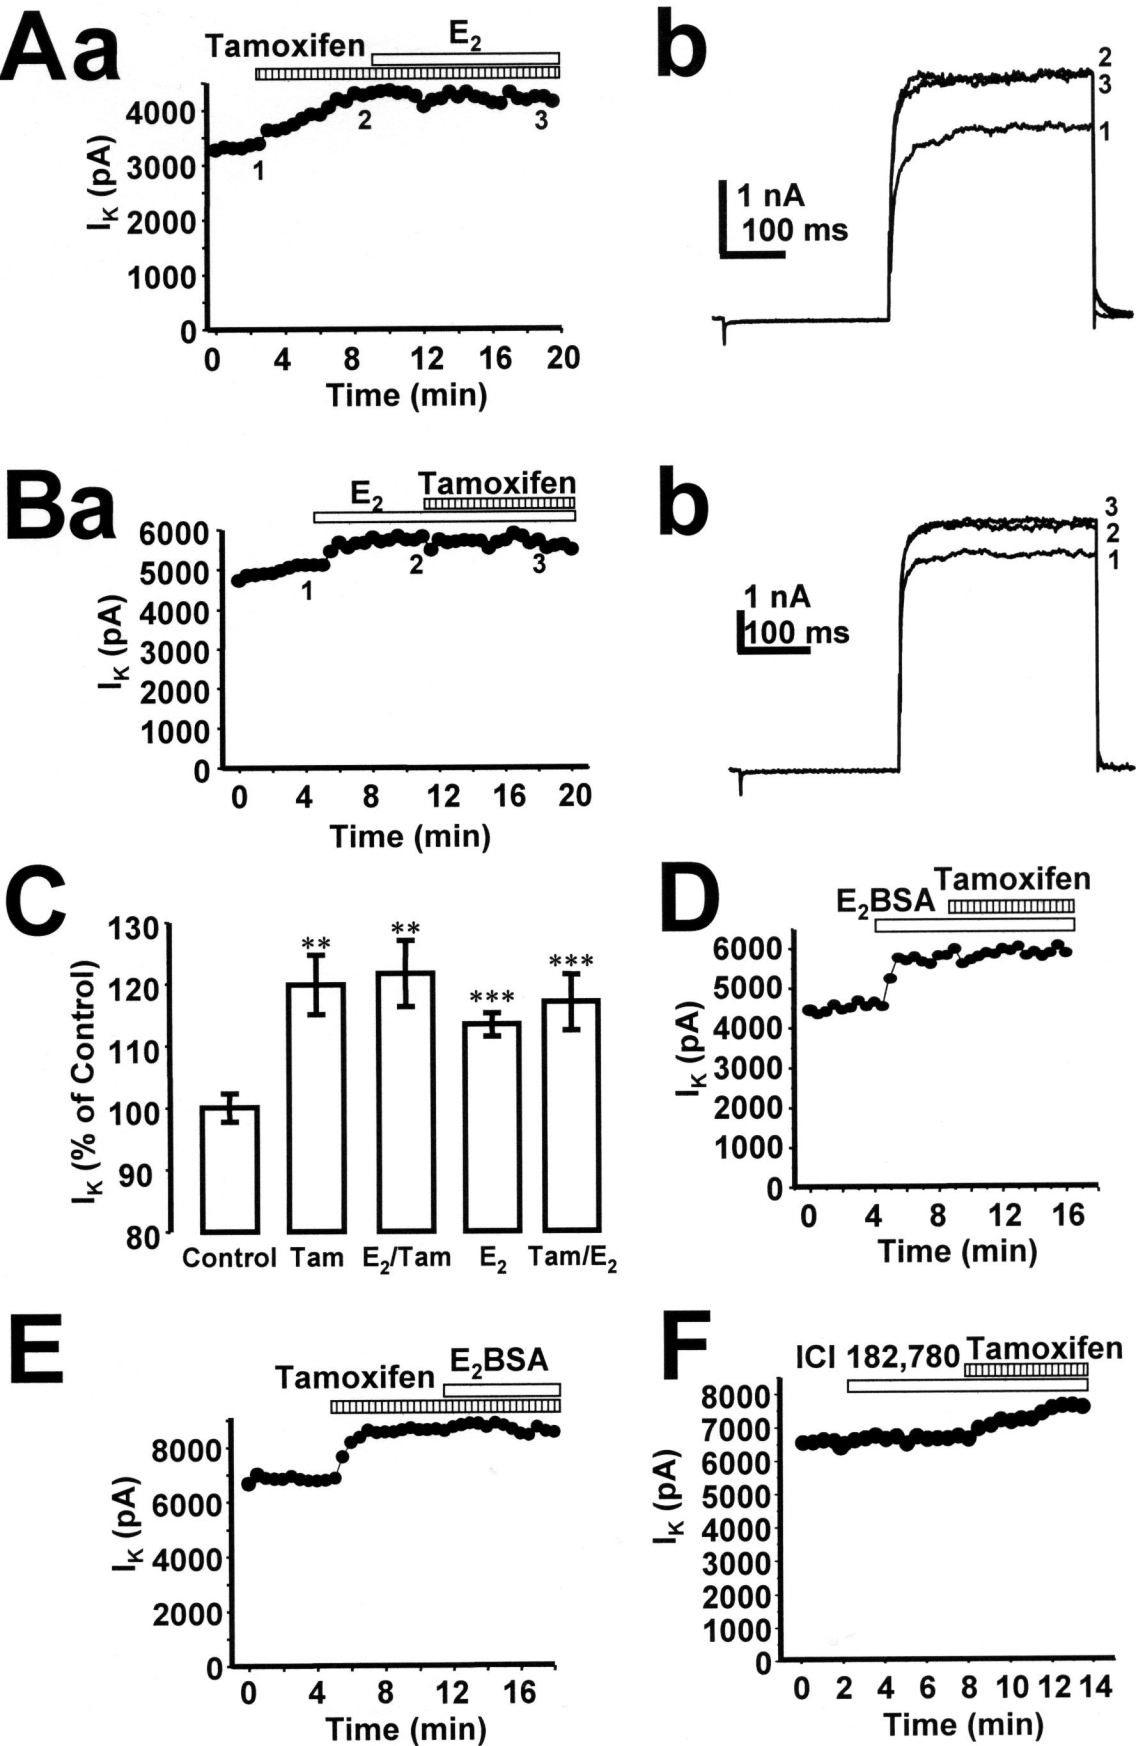 Aa
Tamoxifen
E2
4000
3000
2000
1000
0
IK (pA)
1
2
3
0 4 8 12 16 20
Time (min)
b
2
3
1
1 nA
100 ms
Ba
E2
Tamoxifen
6000
5000
4000
3000
2000
1000
0
IK (pA)
1
2
3
0 4 8 12 16 20
Time (min)
b
3
2
1
1 nA
100 ms
C
130
120
110
100
90
80
IK (% of Control)
**
**
***
***
Control Tam E2/Tam E2 Tam/E2
D
Tamoxifen
E2BSA
6000
5000
4000
3000
2000
1000
0
IK (pA)
0 4 8 12 16
Time (min)
E
E2BSA
Tamoxifen
8000
6000
4000
2000
0
IK (pA)
0 4 8 12 16
Time (min)
F
ICI 182,780 Tamoxifen
8000
7000
6000
5000
4000
3000
2000
1000
0
IK (pA)
0 2 4 6 8 10 12 14
Time (min)